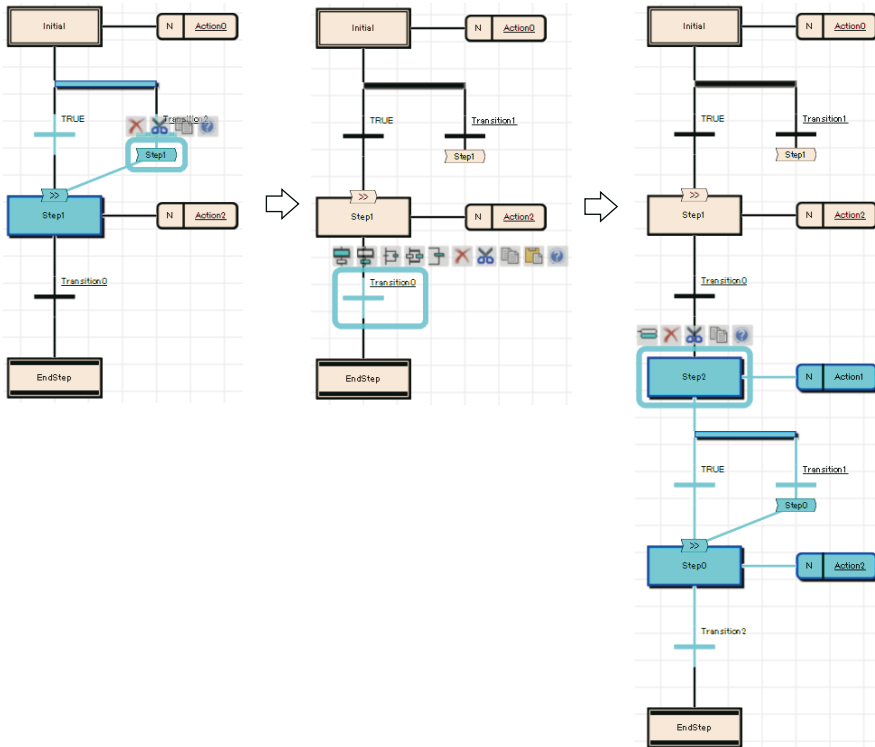 Initial
N Action0
TRUE
Step1
>>
Step1
N Action2
Transition0
EndStep
Initial
N Action0
TRUE
Transition1
Step1
>>
Step1
N Action2
Transition0
EndStep
Initial
N Action0
TRUE
Transition1
Step1
>>
Step1
N Action2
Transition0
Step2
N Action1
TRUE
Transition1
Step0
>>
Step0
N Action2
Transition2
EndStep